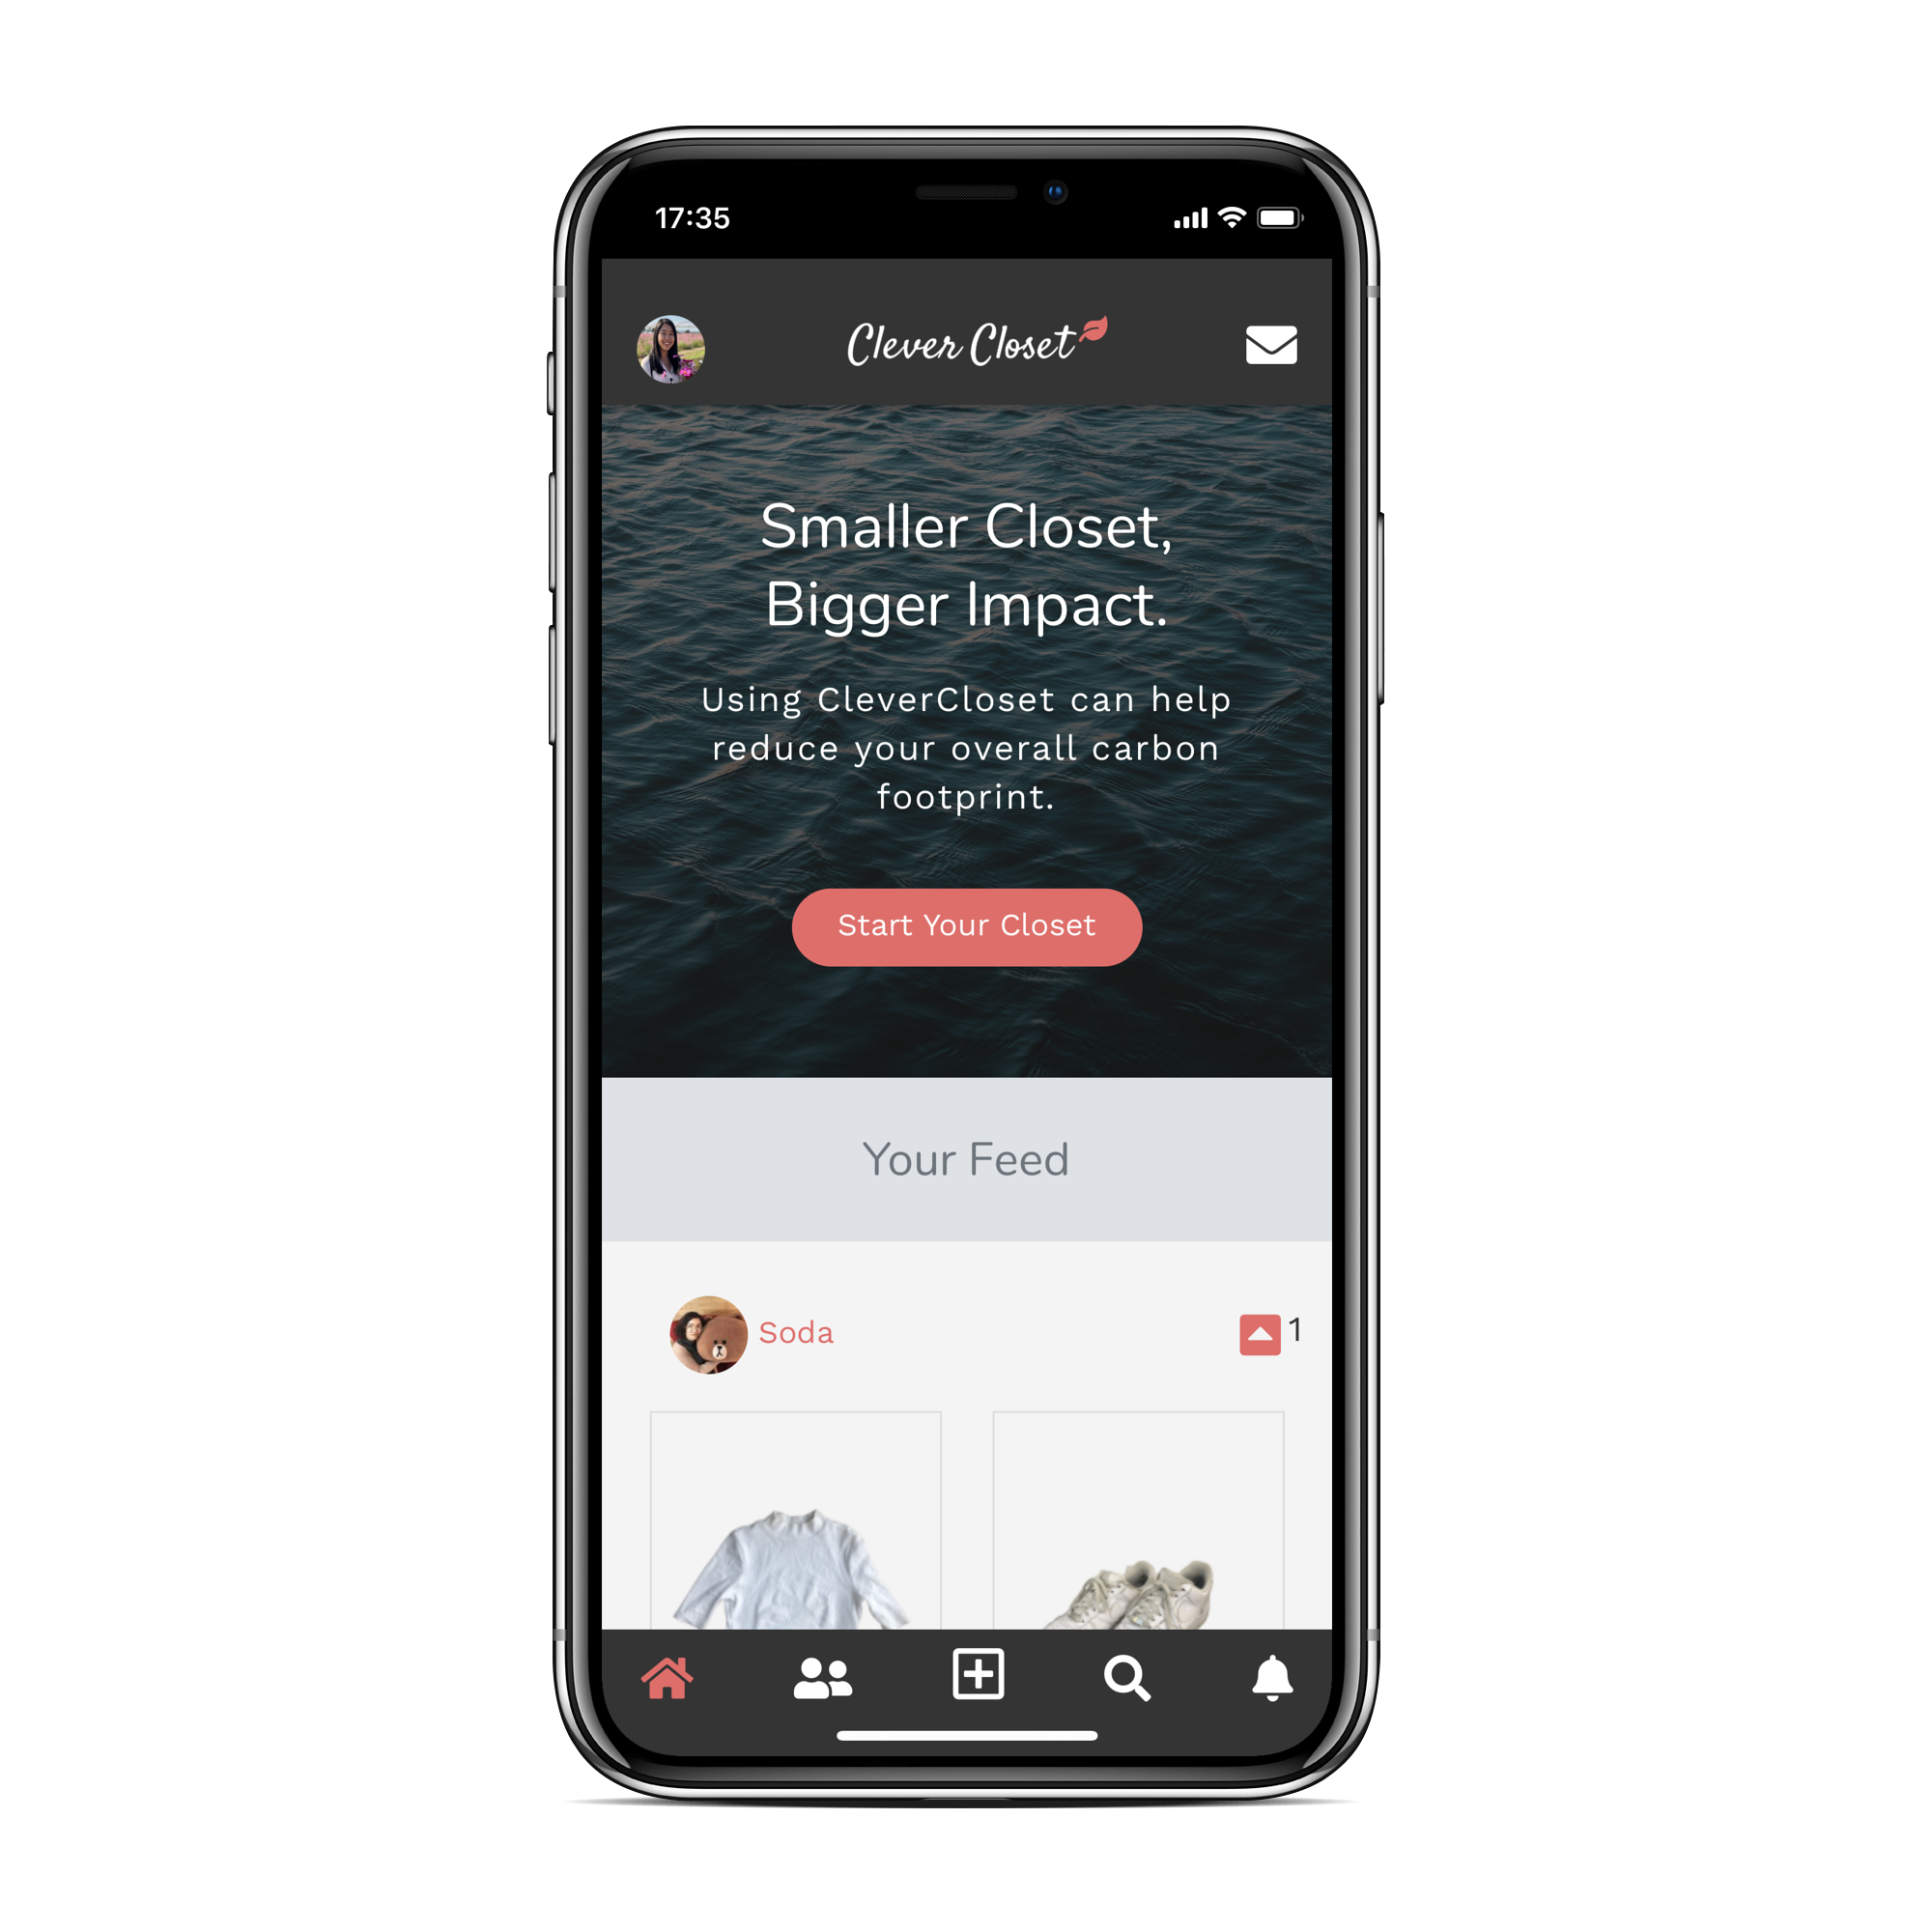 17:35
Clever Closet
Smaller Closet,
Bigger Impact.
Using CleverCloset can help
reduce your overall carbon
footprint.
Start Your Closet
Your Feed
Soda
1